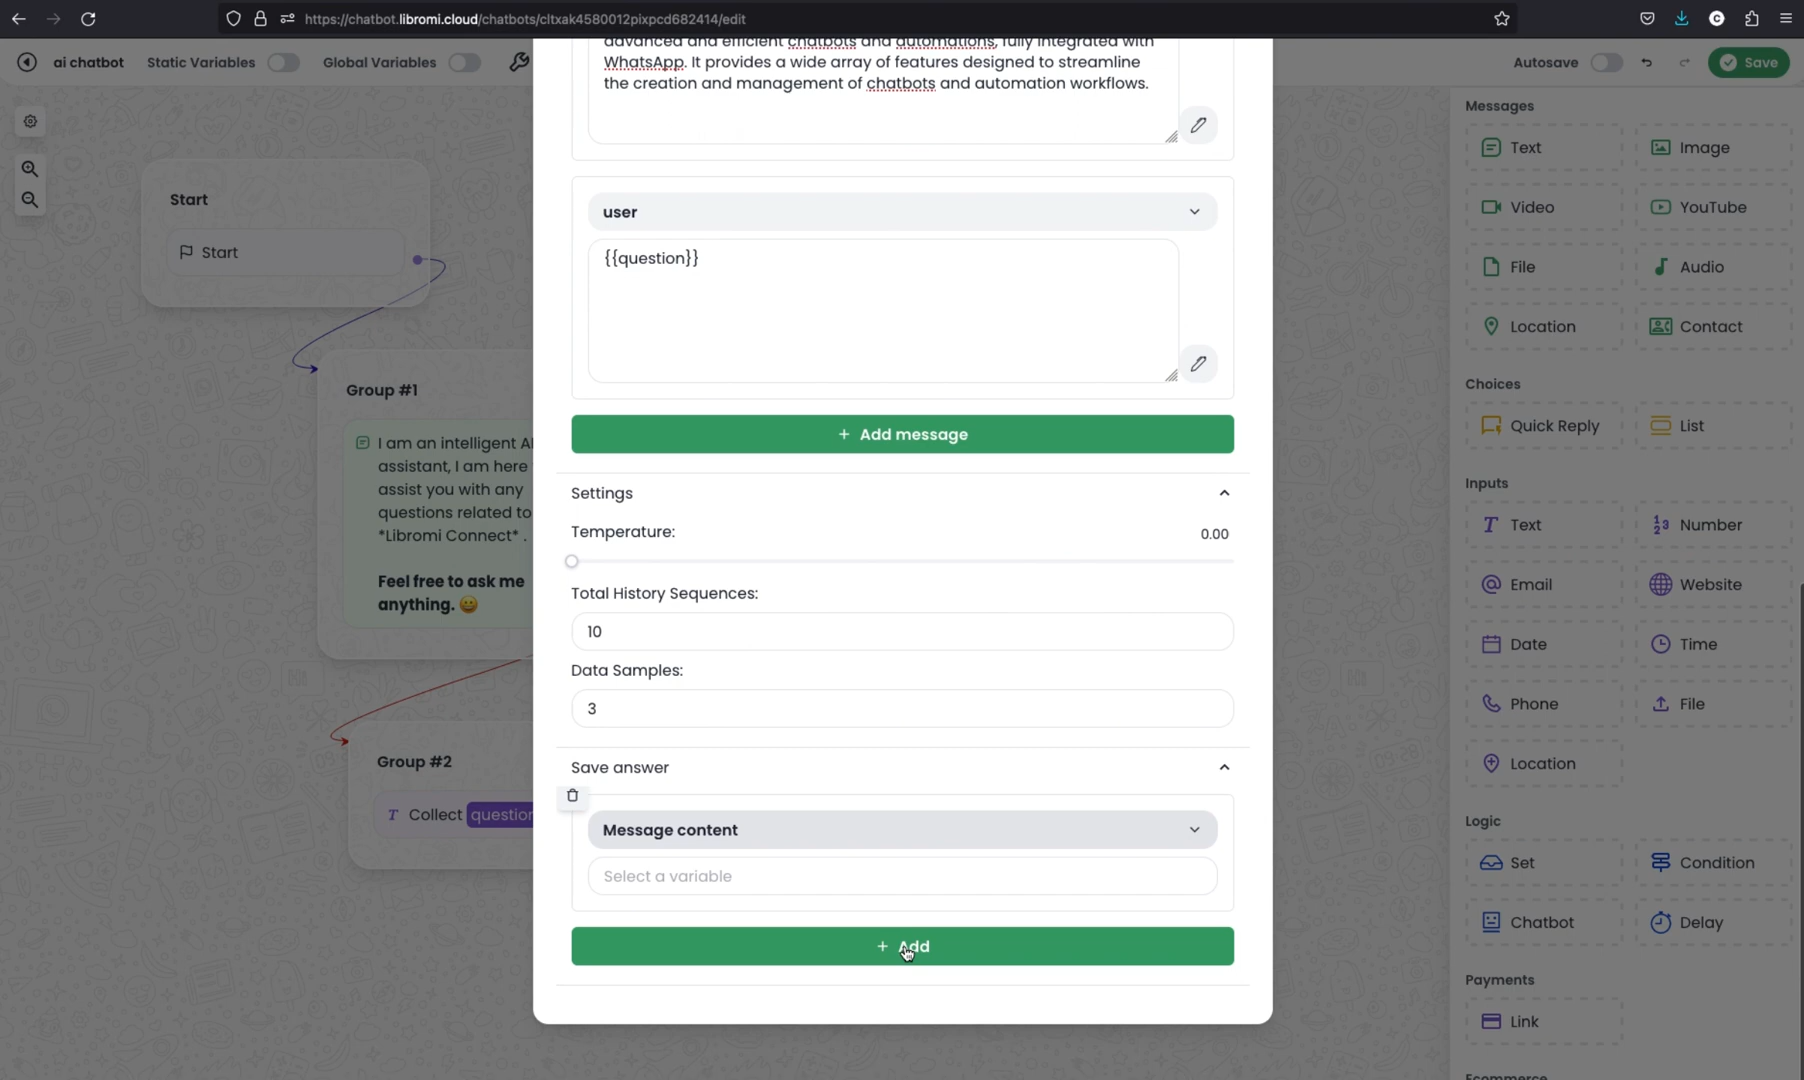 https://chatbot.libromi.cloud/chatbots/cltxak4580012pixpcd682414/edit
ai chatbot
Static Variables
Global Variables
Autosave
Save
advanced and efficient chatbots and automations, fully integrated with
WhatsApp. It provides a wide array of features designed to streamline
the creation and management of chatbots and automation workflows.
user
{{question}}
+ Add message
Settings
Temperature:
0.00
Total History Sequences:
10
Data Samples:
3
Save answer
Message content
Select a variable
+ Add
Start
Start
Group #1
I am an intelligent AI
assistant, I am here
assist you with any
questions related to
*Libromi Connect* .
Feel free to ask me
anything. 😀
Group #2
Collect question
Messages
Text
Image
Video
YouTube
File
Audio
Location
Contact
Choices
Quick Reply
List
Inputs
Text
Number
Email
Website
Date
Time
Phone
File
Location
Logic
Set
Condition
Chatbot
Delay
Payments
Link